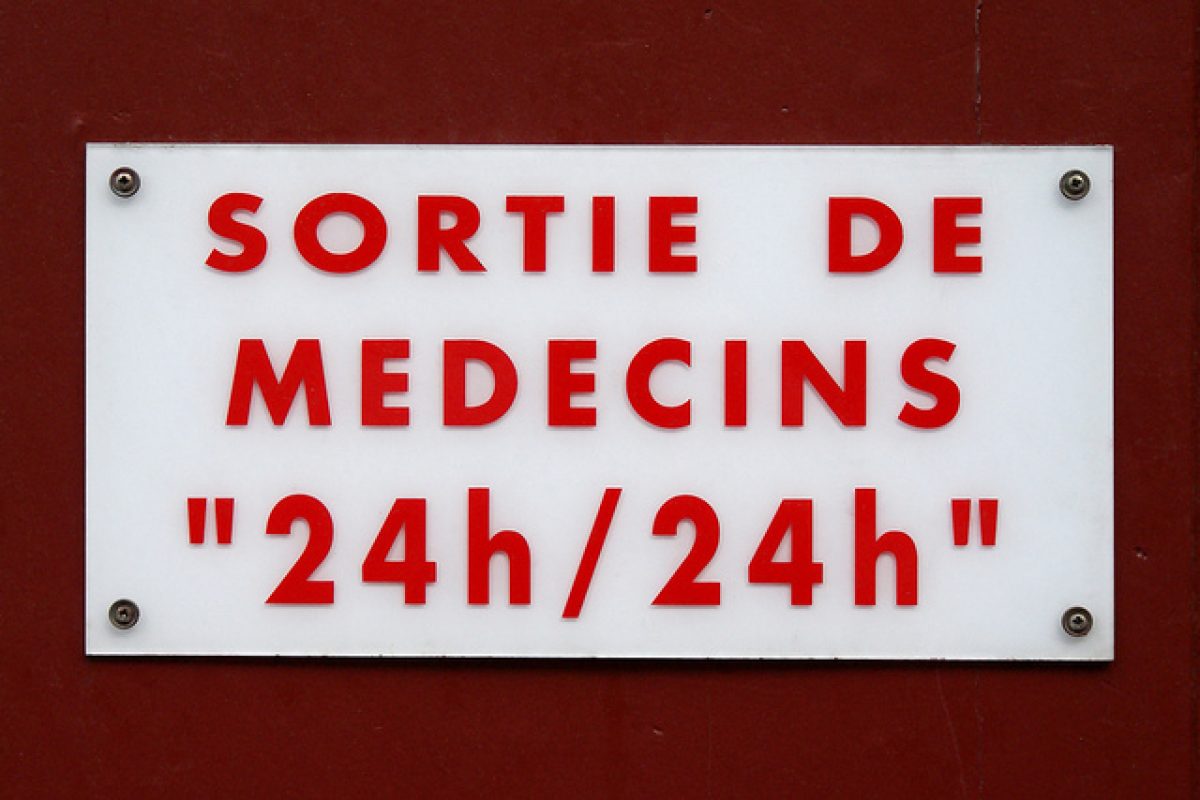 SORTIE DE
MEDECINS
"24h/24h"